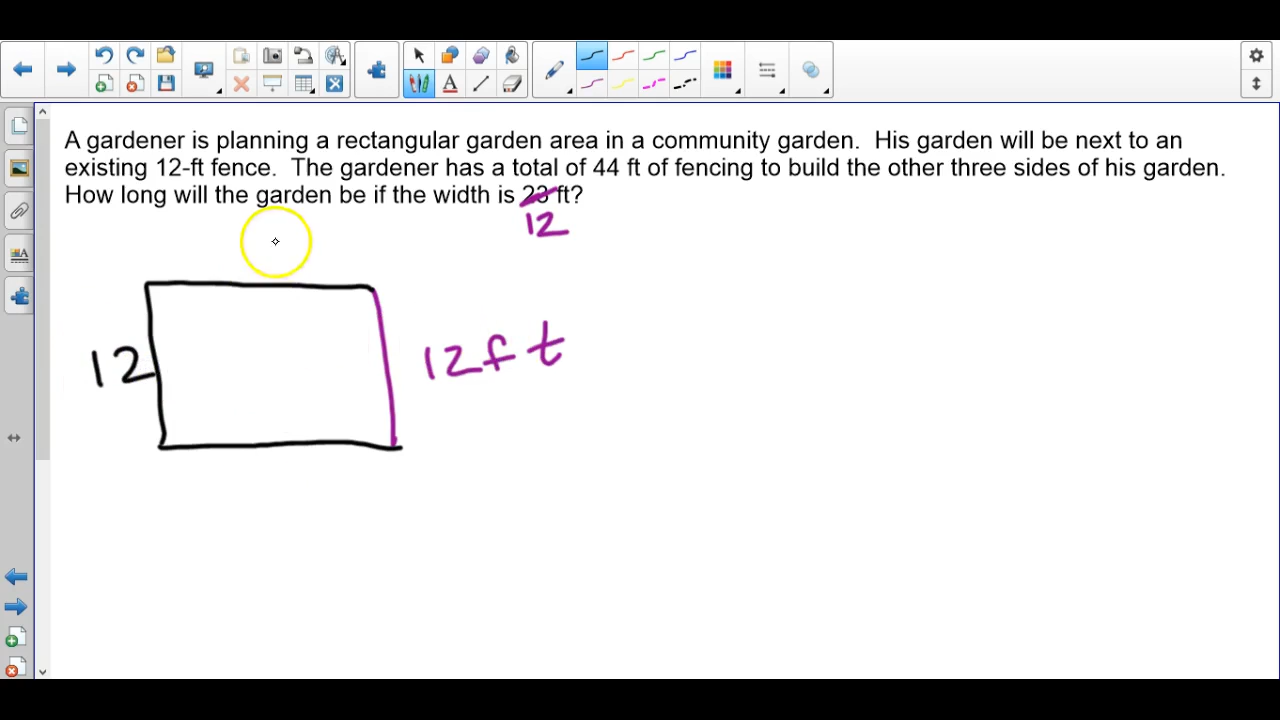 A gardener is planning a rectangular garden area in a community garden.  His garden will be next to an
existing 12-ft fence.  The gardener has a total of 44 ft of fencing to build the other three sides of his garden.
How long will the garden be if the width is 23 ft?
12
12
12ft